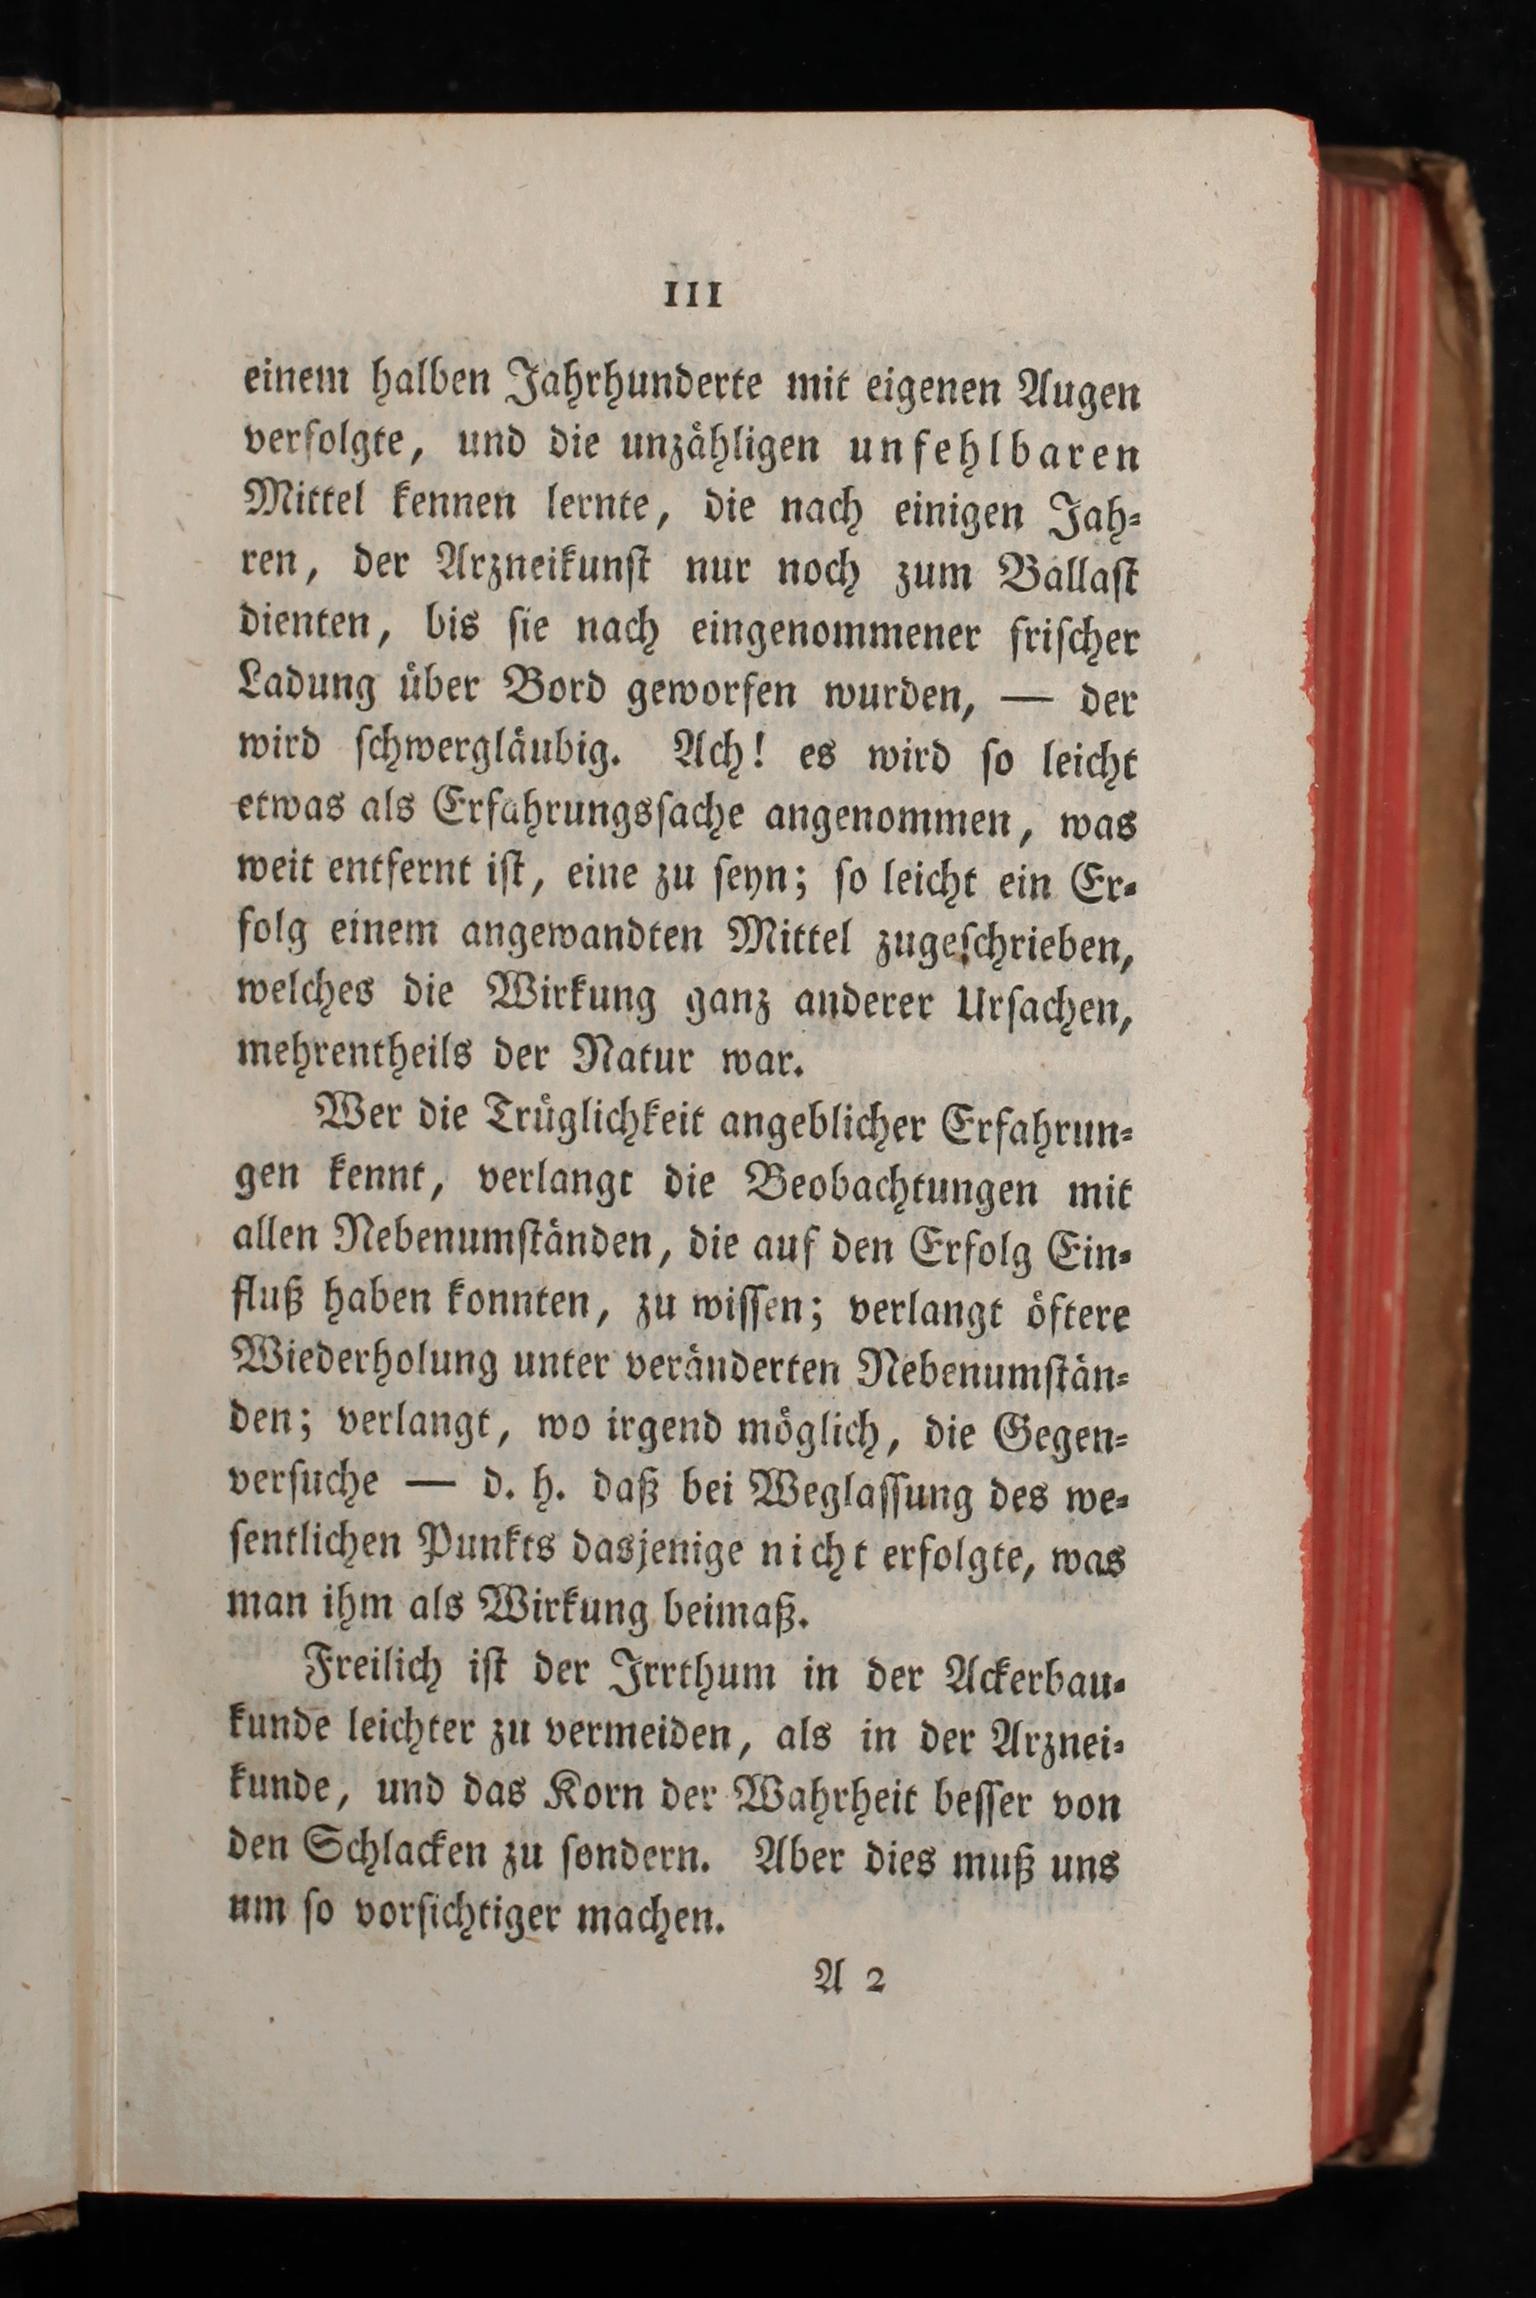 III
einem halben Jahrhunderte mit eigenen Augen
verfolgte, und die unzähligen unfehlbaren
Mittel kennen lernte, die nach einigen Jah-
ren, der Arzneikunst nur noch zum Ballast
dienten, bis sie nach eingenommener frischer
Ladung über Bord geworfen wurden, — der
wird schwergläubig. Ach! es wird so leicht
etwas als Erfahrungssache angenommen, was
weit entfernt ist, eine zu seyn; so leicht ein Er-
folg einem angewandten Mittel zugeschrieben,
welches die Wirkung ganz anderer Ursachen,
mehrentheils der Natur war.
Wer die Trüglichkeit angeblicher Erfahrun-
gen kennt, verlangt die Beobachtungen mit
allen Nebenumständen, die auf den Erfolg Ein-
fluß haben konnten, zu wissen; verlangt öftere
Wiederholung unter veränderten Nebenumstän-
den; verlangt, wo irgend möglich, die Gegen-
versuche — d. h. daß bei Weglassung des we-
sentlichen Punkts dasjenige nicht erfolgte, was
man ihm als Wirkung beimaß.
Freilich ist der Irrthum in der Ackerbau-
kunde leichter zu vermeiden, als in der Arznei-
kunde, und das Korn der Wahrheit besser von
den Schlacken zu sondern. Aber dies muß uns
um so vorsichtiger machen.
A 2